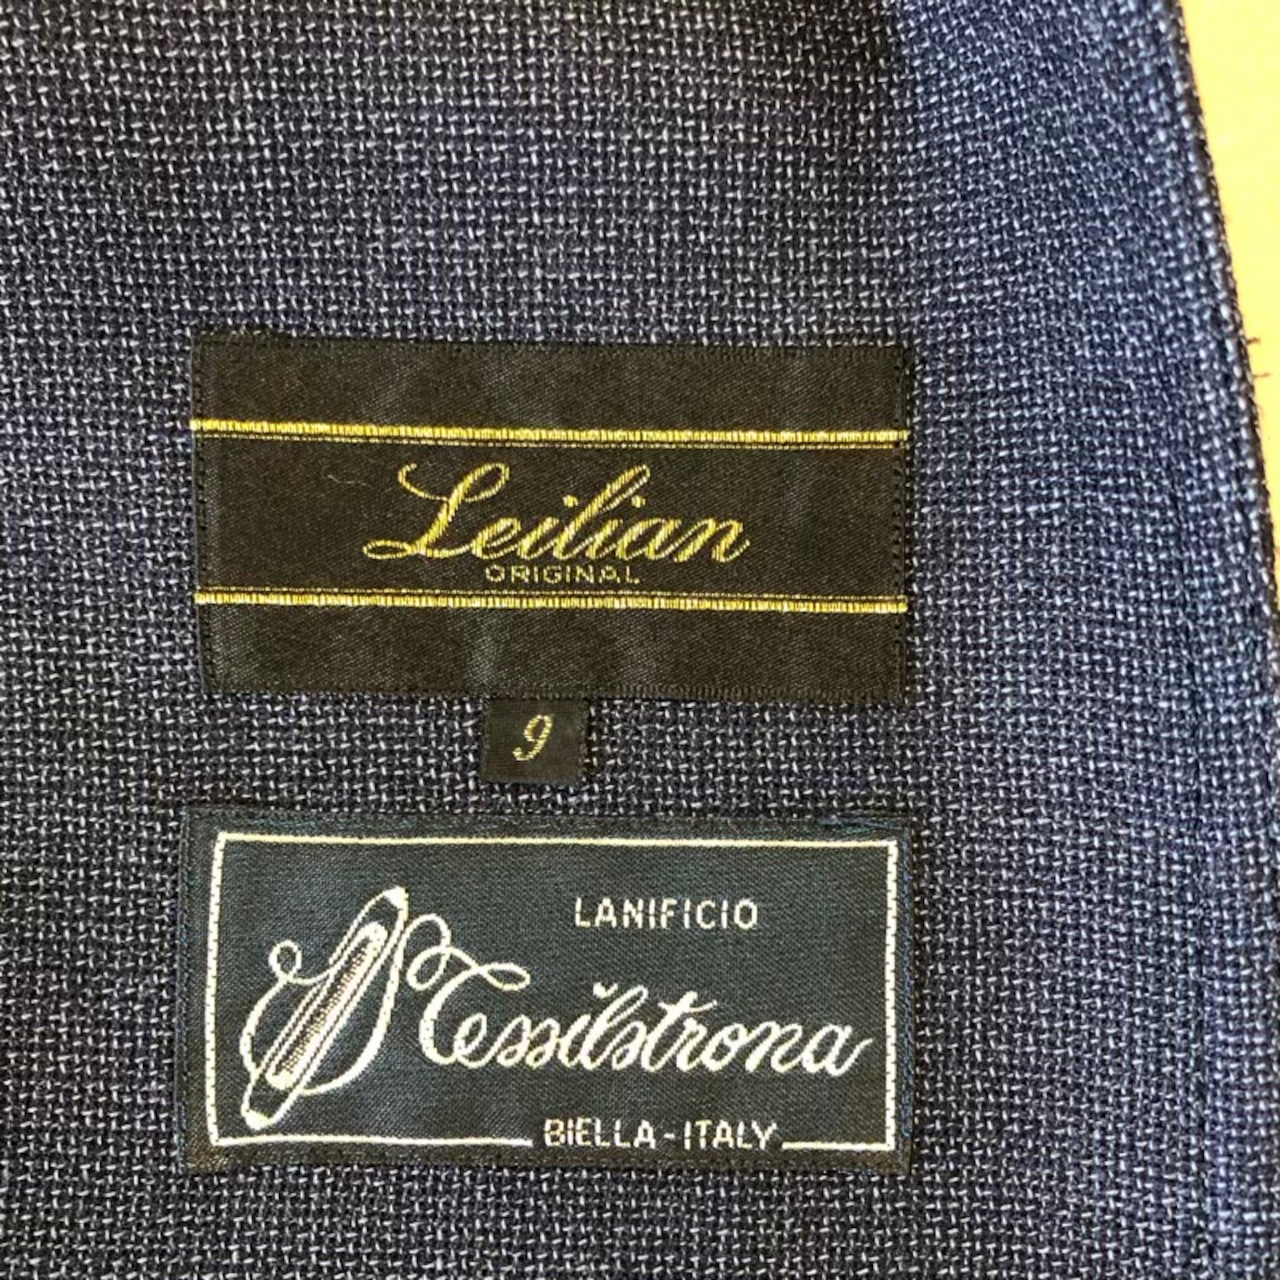 Leilian
ORIGINAL
9
LANIFICIO
Tessilstrona
BIELLA-ITALY